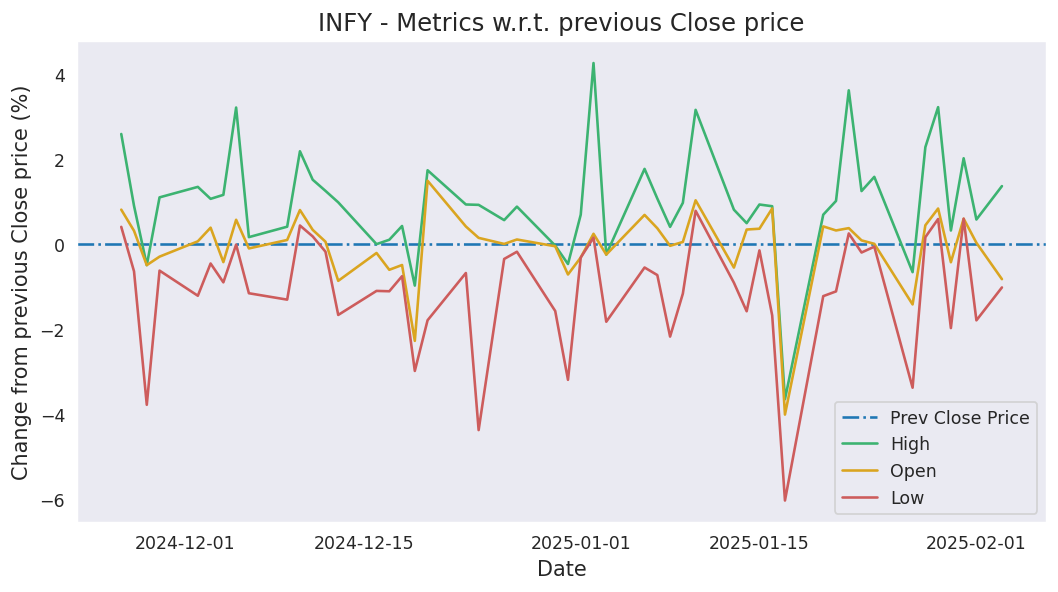 INFY - Metrics w.r.t. previous Close price
Change from previous Close price (%)
4
2
0
−2
−4
−6
Prev Close Price
High
Open
Low
2024-12-01
2024-12-15
2025-01-01
2025-01-15
2025-02-01
Date